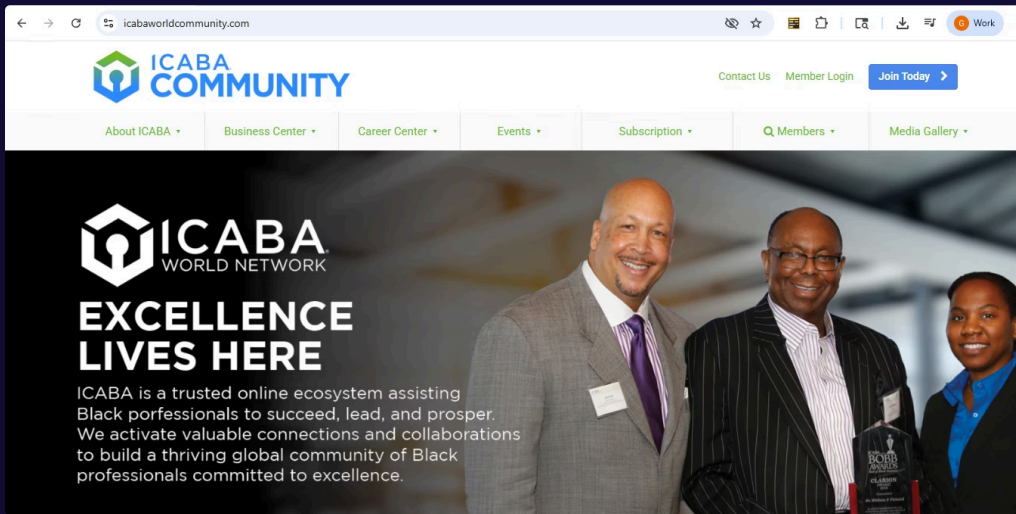 icabaworldcommunity.com
G Work
ICABA
COMMUNITY
Contact Us Member Login Join Today
About ICABA Business Center Career Center Events Subscription Members Media Gallery
ICABA
WORLD NETWORK
EXCELLENCE
LIVES HERE
ICABA is a trusted online ecosystem assisting
Black porfessionals to succeed, lead, and prosper.
We activate valuable connections and collaborations
to build a thriving global community of Black
professionals committed to excellence.
BOBB
AWARDS
CLARION